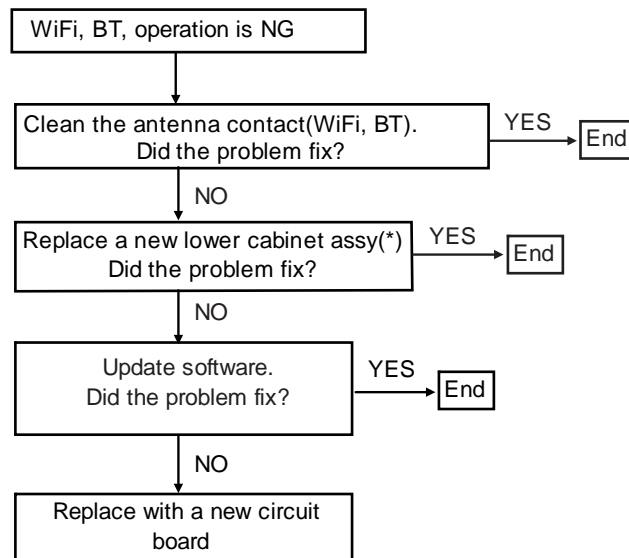 WiFi, BT, operation is NG
Clean the antenna contact(WiFi, BT).
Did the problem fix?
YES
End
NO
Replace a new lower cabinet assy(*)
Did the problem fix?
YES
End
NO
Update software.
Did the problem fix?
YES
End
NO
Replace with a new circuit
board